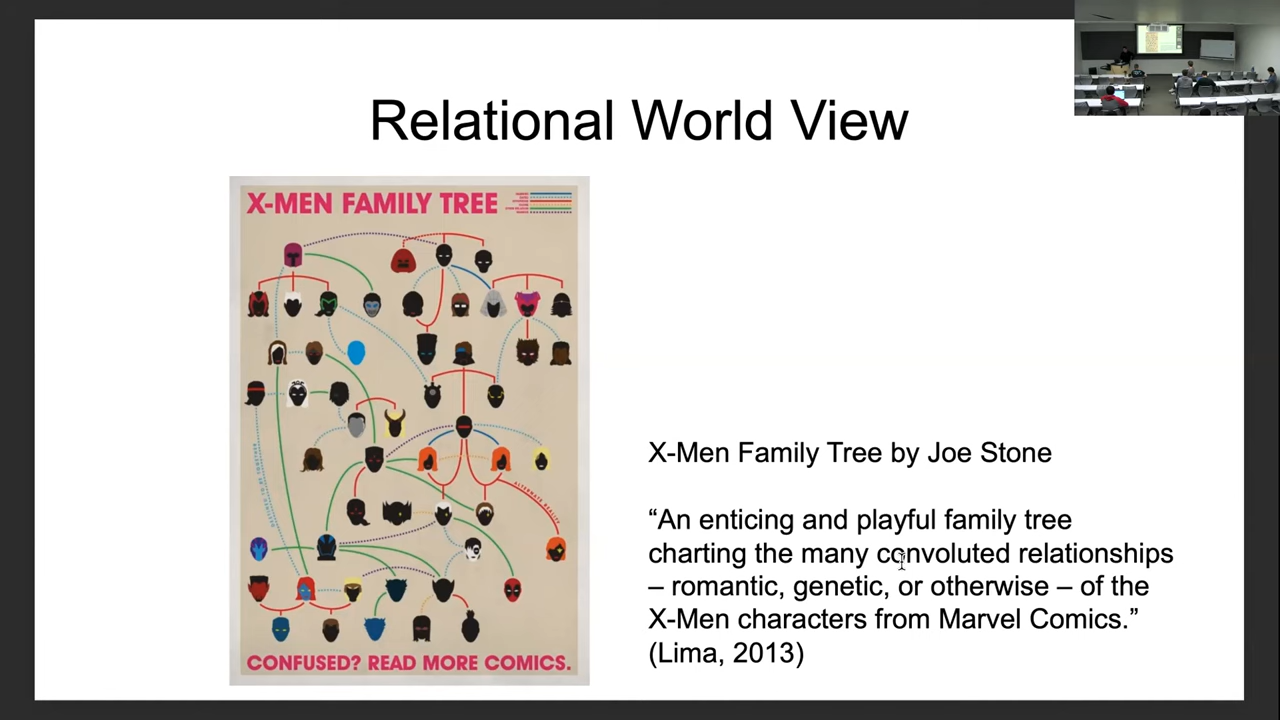 Relational World View
X-MEN FAMILY TREE
ALTERNATE REALITY
CONFUSED? READ MORE COMICS.
X-Men Family Tree by Joe Stone
“An enticing and playful family tree
charting the many convoluted relationships
– romantic, genetic, or otherwise – of the
X-Men characters from Marvel Comics.”
(Lima, 2013)